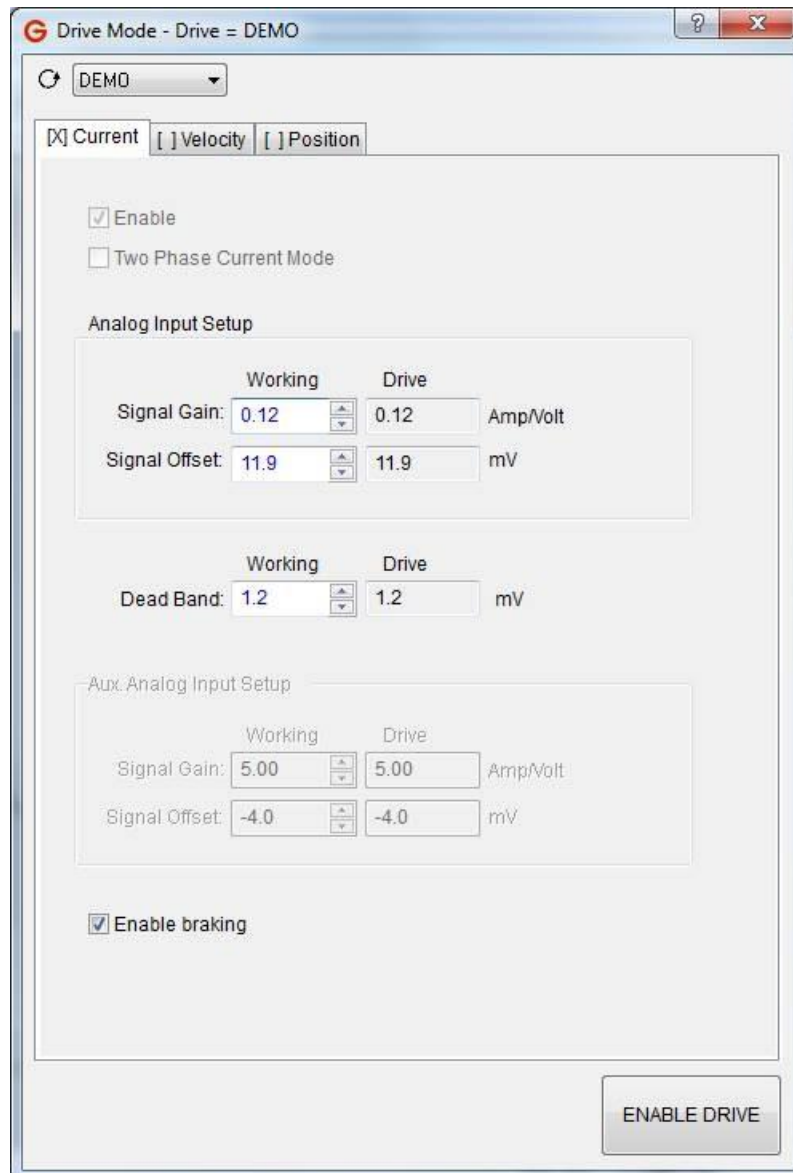 Drive Mode - Drive = DEMO
DEMO
[X] Current [ ] Velocity [ ] Position
Enable
Two Phase Current Mode
Analog Input Setup
Working Drive
Signal Gain: 0.12 0.12 Amp/Volt
Signal Offset: 11.9 11.9 mV
Working Drive
Dead Band: 1.2 1.2 mV
Aux. Analog Input Setup
Working Drive
Signal Gain: 5.00 5.00 Amp/Volt
Signal Offset: -4.0 -4.0 mV
Enable braking
ENABLE DRIVE